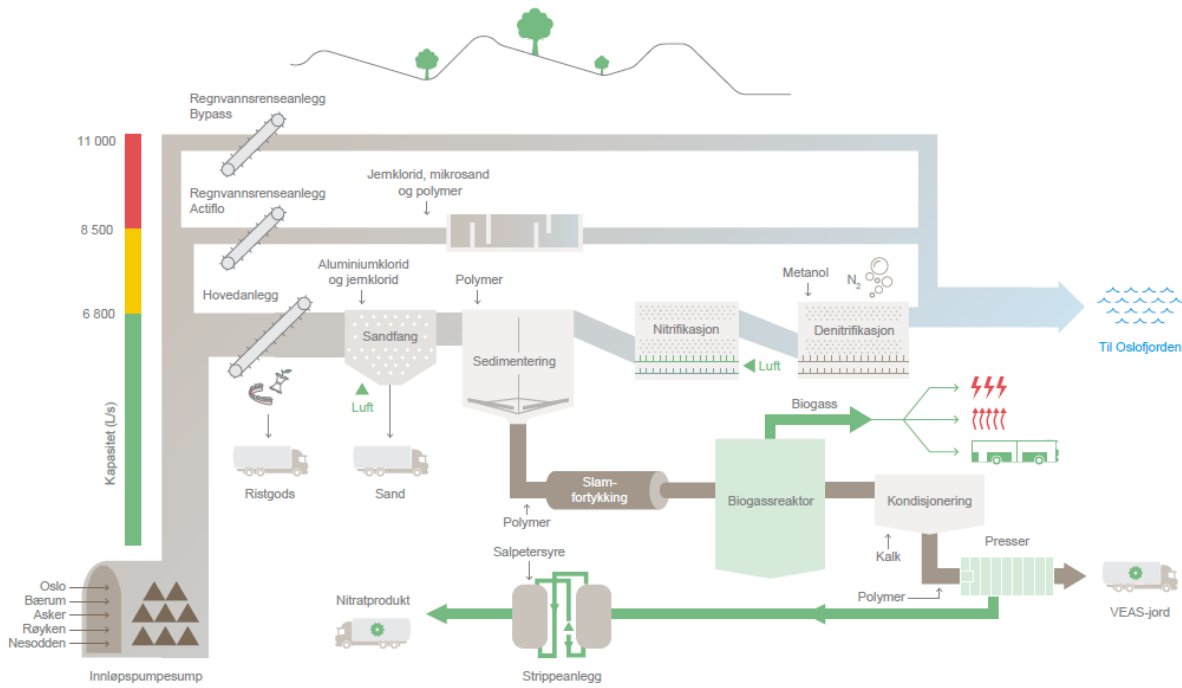 Regnvannsrenseanlegg
Bypass
11 000
Jernklorid, mikrosand
og polymer
Regnvannsrenseanlegg
Actiflo
8 500
Aluminiumklorid
og jernklorid
Polymer
Metanol
N2
Hovedanlegg
6 800
Sandfang
Nitrifikasjon
Denitrifikasjon
Sedimentering
Til Oslofjorden
Luft
Luft
Biogass
Kapasitet (L/s)
Ristgods
Sand
Slam-
fortykking
Biogassreaktor
Kondisjonering
Polymer
Kalk
Presser
Salpetersyre
Oslo
Bærum
Asker
Røyken
Nesodden
Nitratprodukt
Polymer
VEAS-jord
Innløpspumpesump
Strippeanlegg